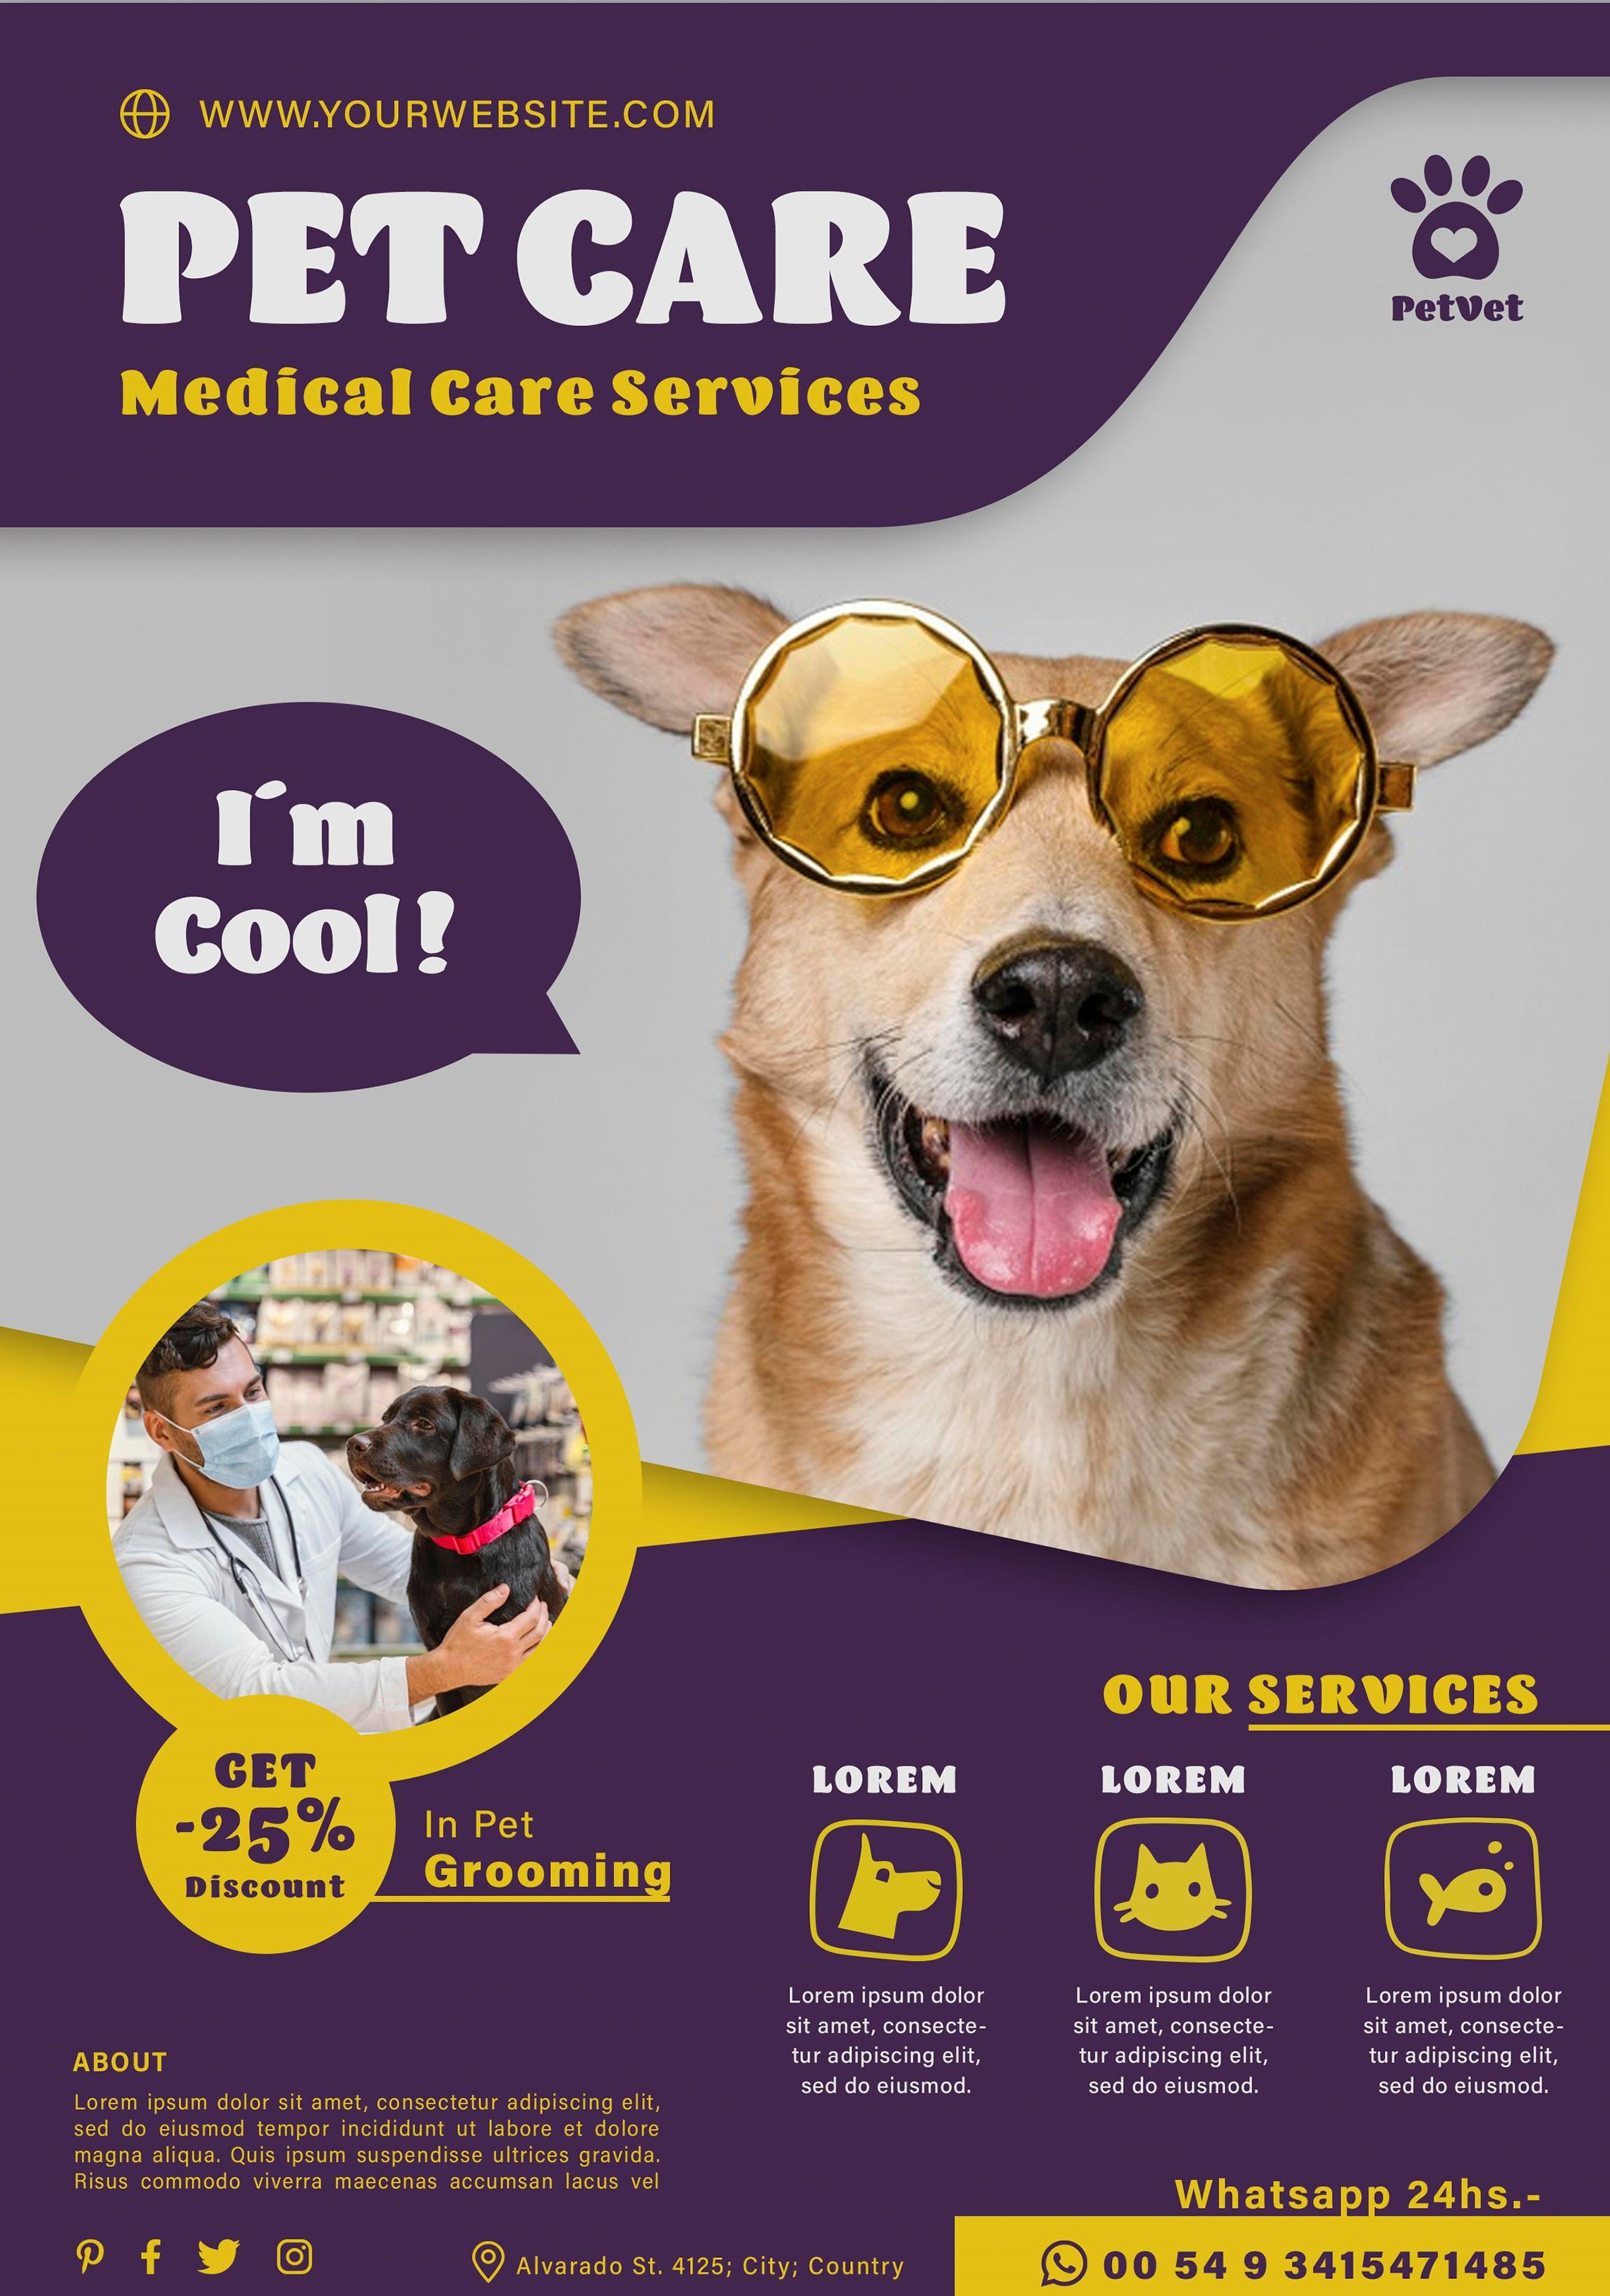 WWW.YOURWEBSITE.COM
PET CARE
Medical Care Services
PetVet
I´m
Cool!
GET
-25%
Discount
In Pet
Grooming
OUR SERVICES
LOREM
Lorem ipsum dolor
sit amet, consecte-
tur adipiscing elit,
sed do eiusmod.
LOREM
Lorem ipsum dolor
sit amet, consecte-
tur adipiscing elit,
sed do eiusmod.
LOREM
Lorem ipsum dolor
sit amet, consecte-
tur adipiscing elit,
sed do eiusmod.
ABOUT
Lorem ipsum dolor sit amet, consectetur adipiscing elit,
sed do eiusmod tempor incididunt ut labore et dolore
magna aliqua. Quis ipsum suspendisse ultrices gravida.
Risus commodo viverra maecenas accumsan lacus vel
Alvarado St. 4125; City; Country
Whatsapp 24hs.-
00 54 9 3415471485